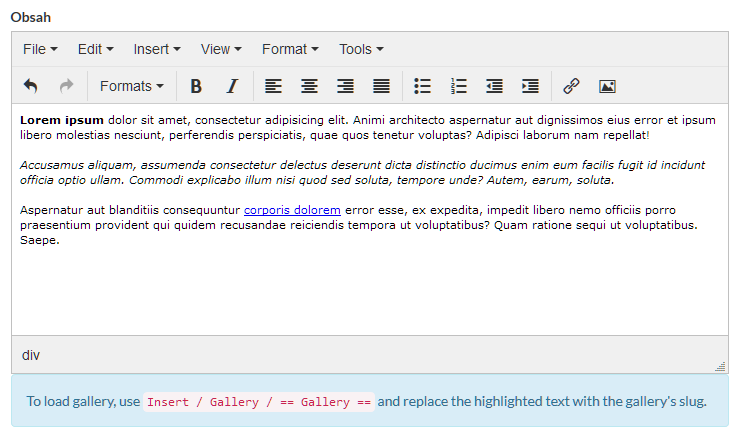 Obsah
File Edit Insert View Format Tools
Formats B I
Lorem ipsum dolor sit amet, consectetur adipisicing elit. Animi architecto aspernatur aut dignissimos eius error et ipsum
libero molestias nesciunt, perferendis perspiciatis, quae quos tenetur voluptas? Adipisci laborum nam repellat!
Accusamus aliquam, assumenda consectetur delectus deserunt dicta distinctio ducimus enim eum facilis fugit id incidunt
officia optio ullam. Commodi explicabo illum nisi quod sed soluta, tempore unde? Autem, earum, soluta.
Aspernatur aut blanditiis consequuntur corporis dolorem error esse, ex expedita, impedit libero nemo officiis porro
praesentium provident qui quidem recusandae reiciendis tempora ut voluptatibus? Quam ratione sequi ut voluptatibus.
Saepe.
div
To load gallery, use Insert / Gallery / == Gallery == and replace the highlighted text with the gallery's slug.